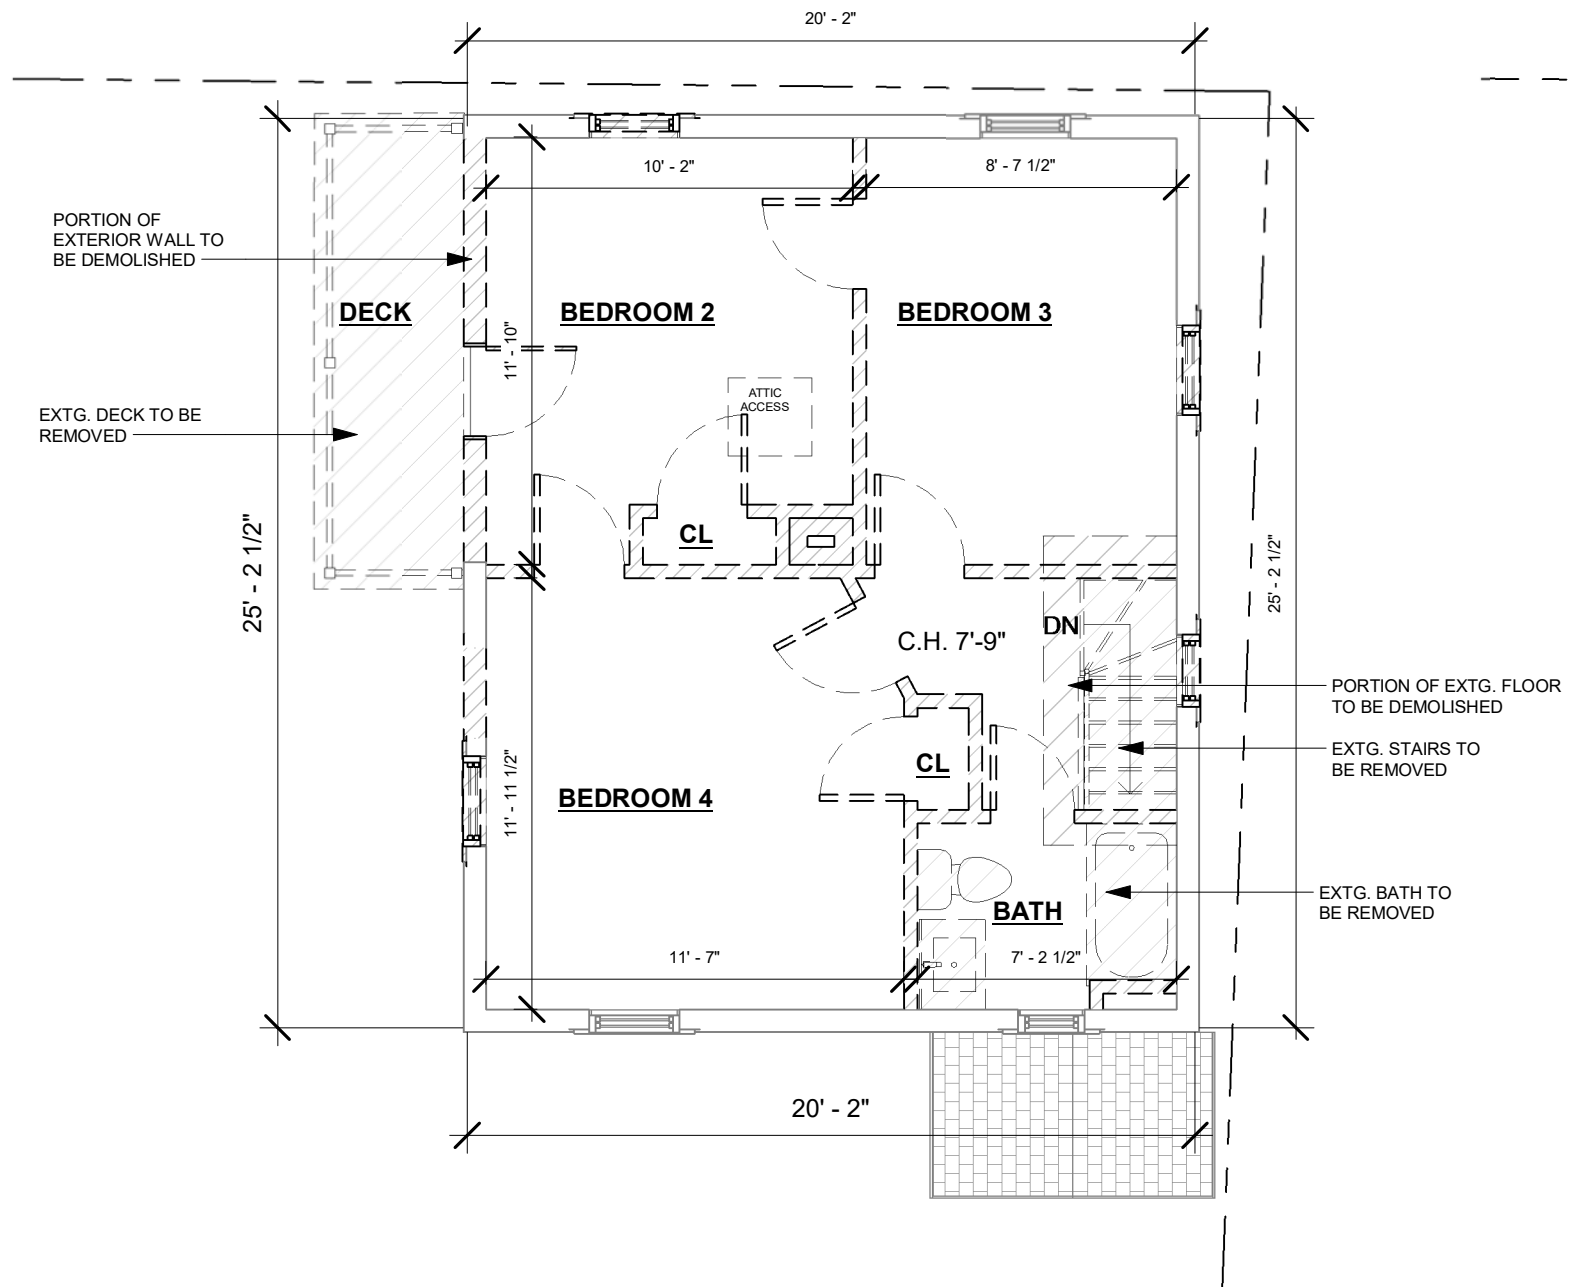 20' - 2"
10' - 2"
8' - 7 1/2"
PORTION OF
EXTERIOR WALL TO
BE DEMOLISHED
DECK
BEDROOM 2
BEDROOM 3
11' - 10"
ATTIC
ACCESS
EXTG. DECK TO BE
REMOVED
CL
25' - 2 1/2"
25' - 2 1/2"
DN
C.H. 7'-9"
PORTION OF EXTG. FLOOR
TO BE DEMOLISHED
EXTG. STAIRS TO
BE REMOVED
CL
BEDROOM 4
11' - 11 1/2"
EXTG. BATH TO
BE REMOVED
BATH
11' - 7"
7' - 2 1/2"
20' - 2"